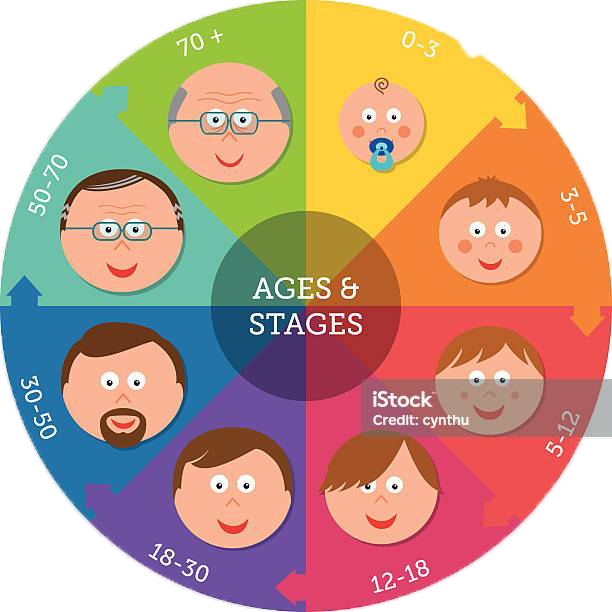 70 +
0-3
3-5
5-12
12-18
18-30
30-50
50-70
AGES &
STAGES
iStock
Credit: cynthu